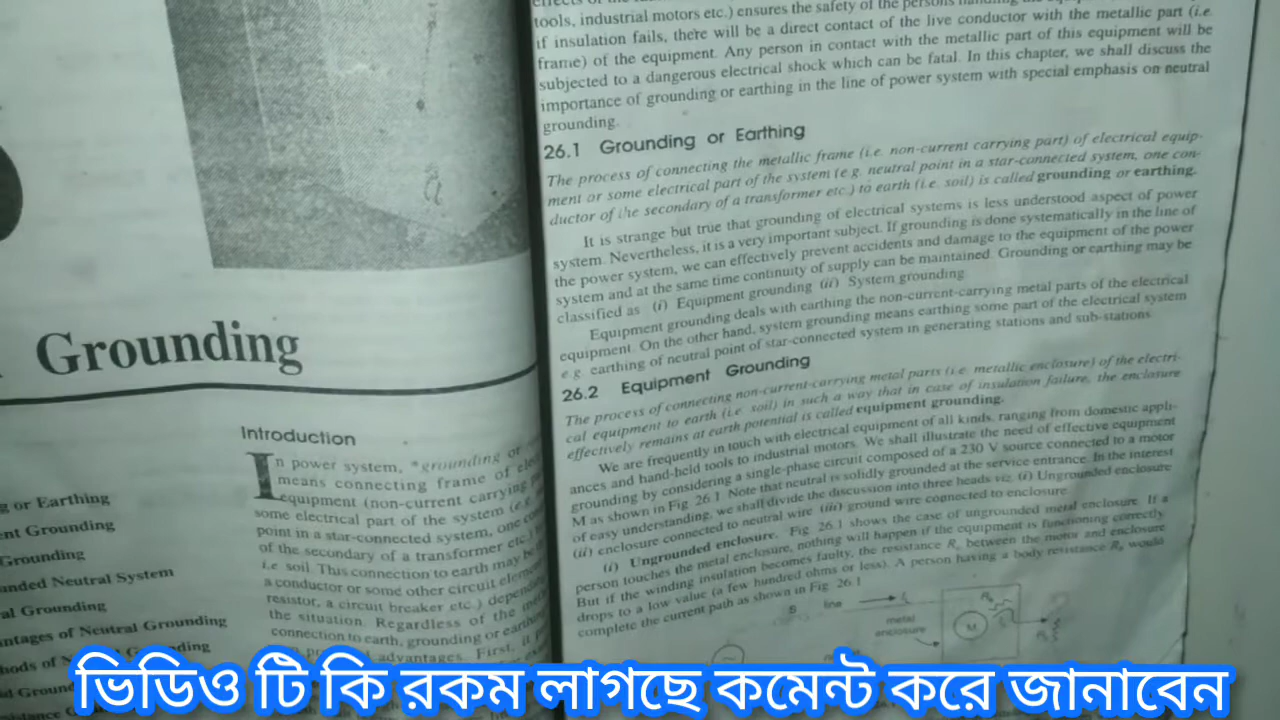 Grounding
Introduction
In power system, *grounding or
means connecting frame of
equipment (non-current carrying
some electrical part of the system
point in a star-connected system, one
of the secondary of a transformer etc.)
i.e soil. This connection to earth may be
a conductor or some other circuit
resistor, a circuit breaker etc.)
the situation. Regardless of the
connection to earth, grounding or
advantages. First,
g or Earthing
Grounding
Grounding
Neutral System
Grounding
of Neutral Grounding
tools, industrial motors etc.) ensures the safety of the persons
if insulation fails, there will be a direct contact of the live conductor with the metallic part (i.e.
frame) of the equipment. Any person in contact with the metallic part of this equipment will be
subjected to a dangerous electrical shock which can be fatal. In this chapter, we shall discuss the
importance of grounding or earthing in the line of power system with special emphasis on neutral
grounding.
26.1 Grounding or Earthing
The process of connecting the metallic frame (i.e. non-current carrying part) of electrical equip-
ment or some electrical part of the system (e.g. neutral point in a star-connected system, one con-
ductor of the secondary of a transformer etc.) to earth (i.e. soil) is called grounding or earthing.
It is strange but true that grounding of electrical systems is less understood aspect of power
system. Nevertheless, it is a very important subject. If grounding is done systematically in the line of
the power system, we can effectively prevent accidents and damage to the equipment of the power
system and at the same time continuity of supply can be maintained. Grounding or earthing may be
classified as (i) Equipment grounding (ii) System grounding.
Equipment grounding deals with earthing the non-current-carrying metal parts of the electrical
equipment. On the other hand, system grounding means earthing some part of the electrical system
e.g. earthing of neutral point of star-connected system in generating stations and sub-stations.
26.2 Equipment Grounding
The process of connecting non-current-carrying metal parts (i.e. metallic enclosure) of the electri-
cal equipment to earth (i.e. soil) in such a way that in case of insulation failure, the enclosure
effectively remains at earth potential is called equipment grounding.
We are frequently in touch with electrical equipment of all kinds, ranging from domestic appli-
ances and hand-held tools to industrial motors. We shall illustrate the need of effective equipment
grounding by considering a single-phase circuit composed of a 230 V source connected to a motor
M as shown in Fig. 26.1. Note that neutral is solidly grounded at the service entrance. In the interest
of easy understanding, we shall divide the discussion into three heads viz. (i) Ungrounded enclosure
(ii) enclosure connected to neutral wire (iii) ground wire connected to enclosure.
(i) Ungrounded enclosure. Fig. 26.1 shows the case of ungrounded metal enclosure. If a
person touches the metal enclosure, nothing will happen if the equipment is functioning correctly.
But if the winding insulation becomes faulty, the resistance Re between the motor and enclosure
drops to a low value (a few hundred ohms or less). A person having a body resistance Rb would
complete the current path as shown in Fig. 26.1
line
metal
enclosure
M
ভিডিও টি কি রকম লাগছে কমেন্ট করে জানাবেন